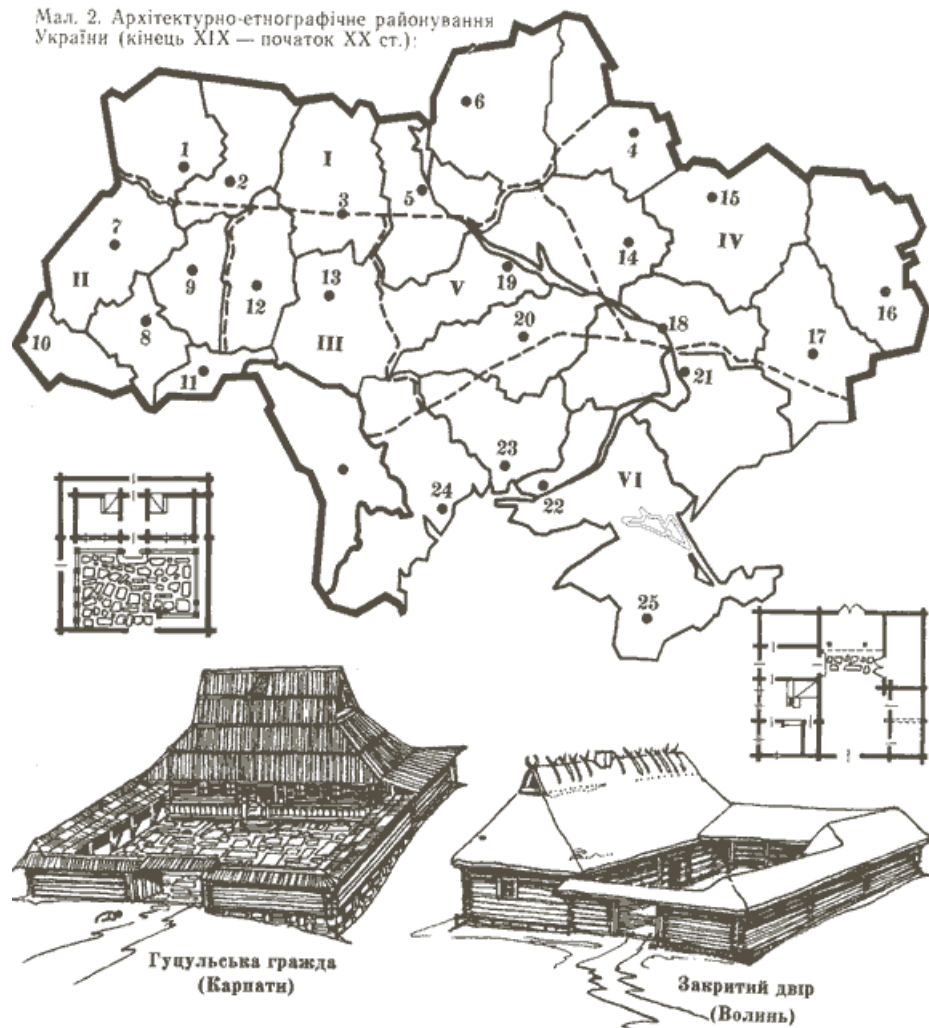 Мал. 2. Архітектурно-етнографічне районування
України (кінець XIX — початок XX ст.):
6
1
I
4
2
5
15
3
7
IV
14
II
9
13
V
19
12
16
8
20
18
10
III
17
11
21
23
VI
24
22
25
Гуцульська гражда
(Карпати)
Закритий двір
(Волинь)